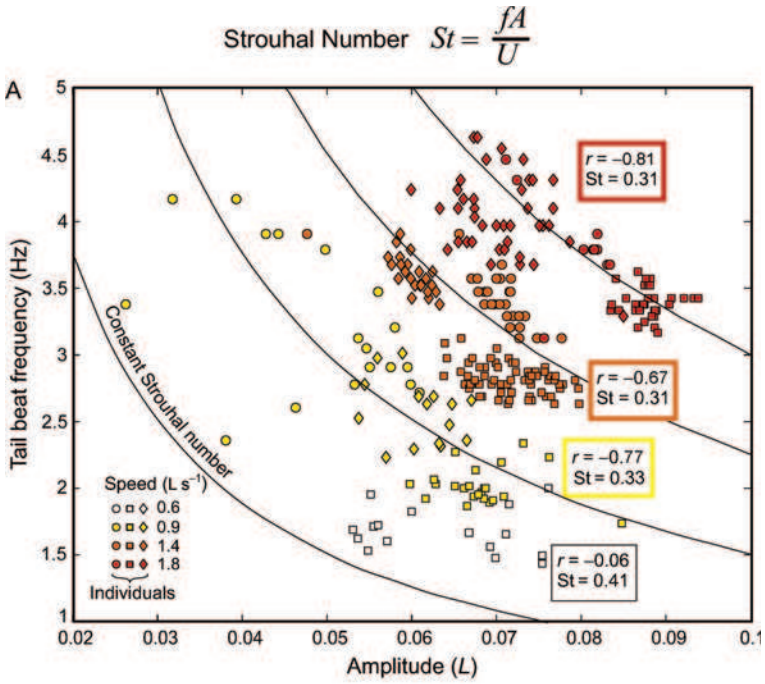 Strouhal Number St = fA/U
A
5
4.5
4
3.5
3
2.5
2
1.5
1
Tail beat frequency (Hz)
r = –0.81
St = 0.31
r = –0.67
St = 0.31
r = –0.77
St = 0.33
r = –0.06
St = 0.41
Constant Strouhal number
Speed (L s⁻¹)
0.6
0.9
1.4
1.8
Individuals
0.02 0.03 0.04 0.05 0.06 0.07 0.08 0.09 0.1
Amplitude (L)